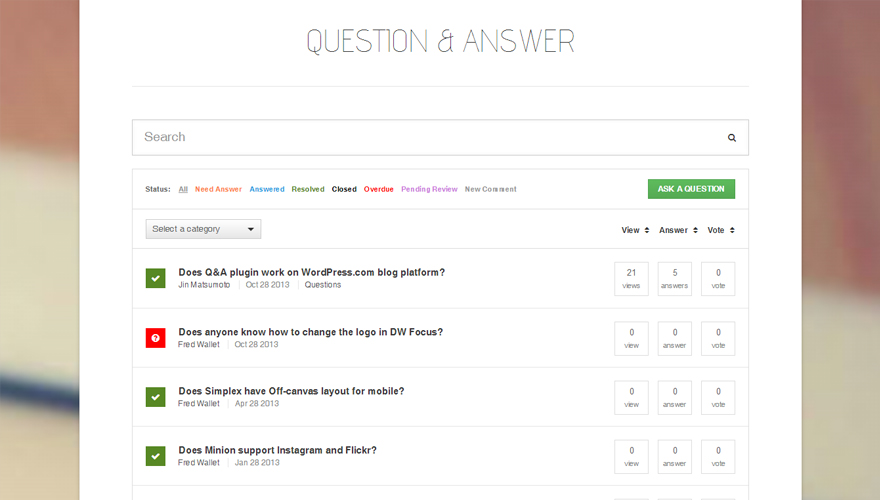 QUESTION & ANSWER
Search
Status: All Need Answer Answered Resolved Closed Overdue Pending Review New Comment ASK A QUESTION
Select a category View Answer Vote
Does Q&A plugin work on WordPress.com blog platform?
Jin Matsumoto Oct 28 2013 Questions
21 5 0
views answers vote
Does anyone know how to change the logo in DW Focus?
Fred Wallet Oct 28 2013
0 0 0
view answer vote
Does Simplex have Off-canvas layout for mobile?
Fred Wallet Apr 28 2013
0 0 0
view answer vote
Does Minion support Instagram and Flickr?
Fred Wallet Jan 28 2013
0 0 0
view answer vote